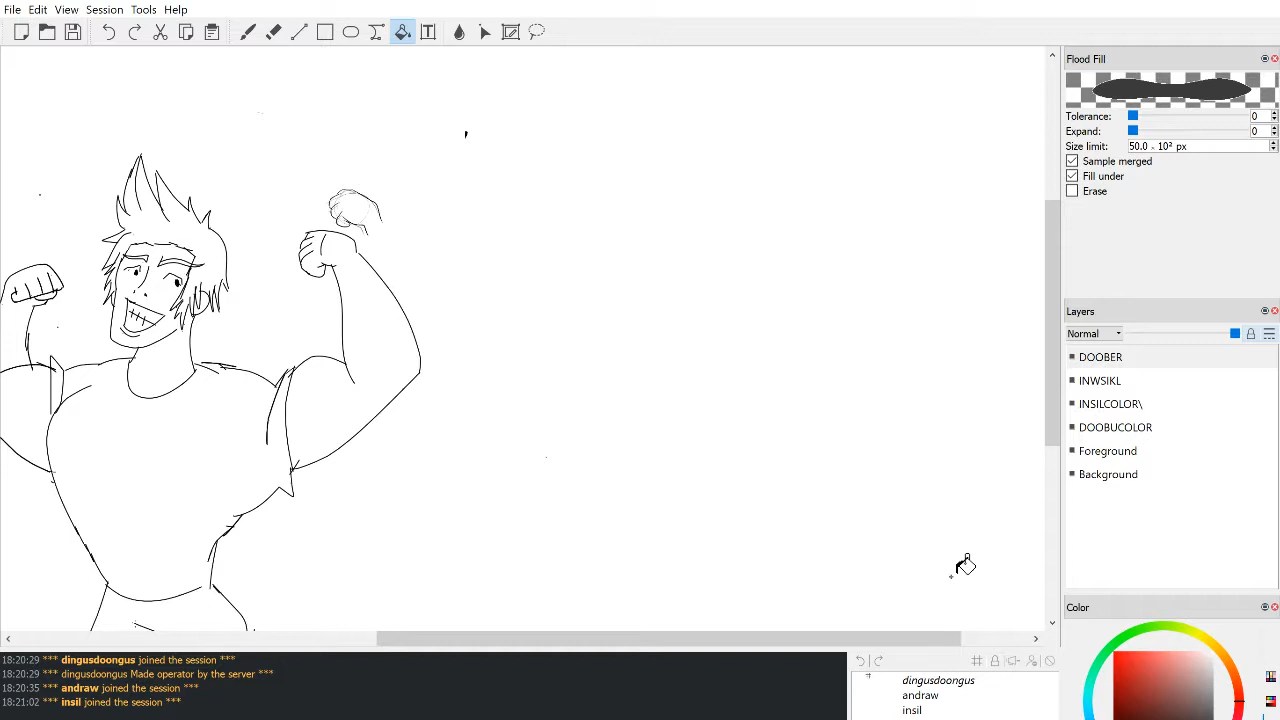 File Edit View Session Tools Help
T
Flood Fill
Tolerance: 0
Expand: 0
Size limit: 50.0 x 10² px
Sample merged
Fill under
Erase
Layers
Normal
DOOBER
INWSIKL
INSILCOLOR\
DOOBUCOLOR
Foreground
Background
Color
18:20:29 *** dingusdoongus joined the session ***
18:20:29 *** dingusdoongus Made operator by the server ***
18:20:35 *** andraw joined the session ***
18:21:02 *** insil joined the session ***
dingusdoongus
andraw
insil